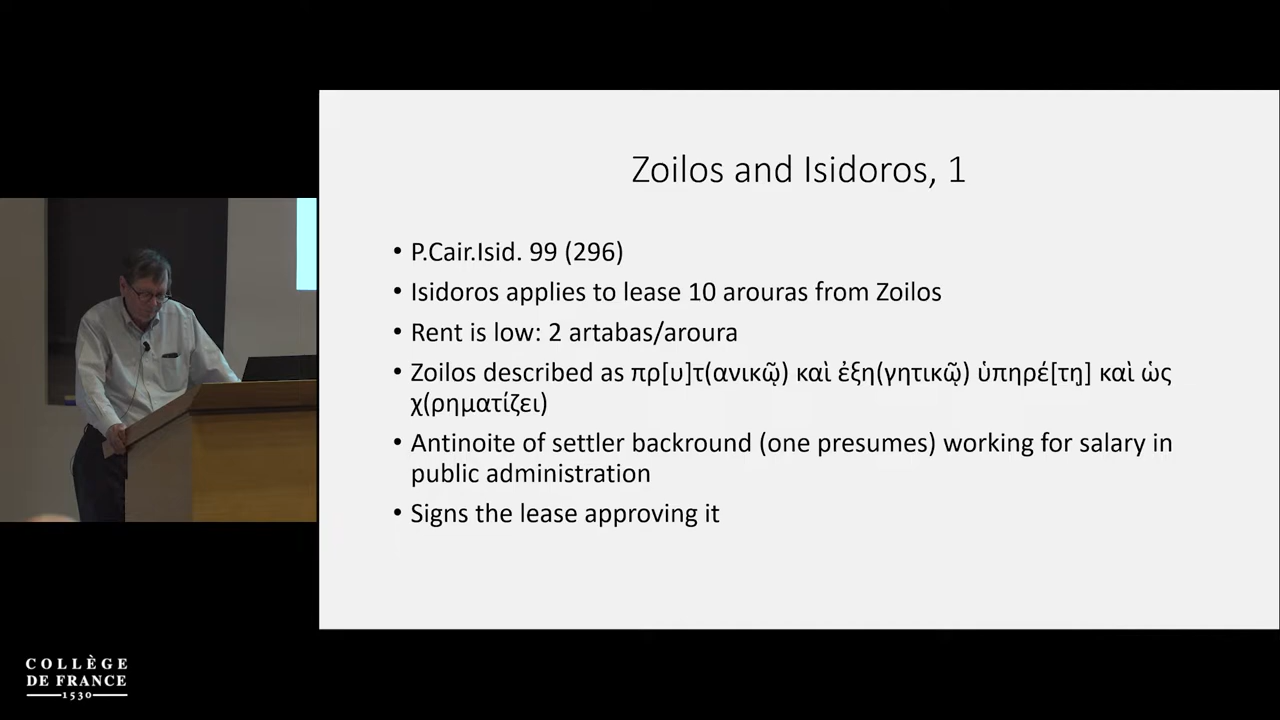 Zoilos and Isidoros, 1
• P.Cair.Isid. 99 (296)
• Isidoros applies to lease 10 arouras from Zoilos
• Rent is low: 2 artabas/aroura
• Zoilos described as πρ[υ]τ(ανικῷ) καὶ ἐξη(γητικῷ) ὑπηρέ[τῃ] καὶ ὡς
χ(ρηματίζει)
• Antinoite of settler backround (one presumes) working for salary in
public administration
• Signs the lease approving it
COLLÈGE
DE FRANCE
1530